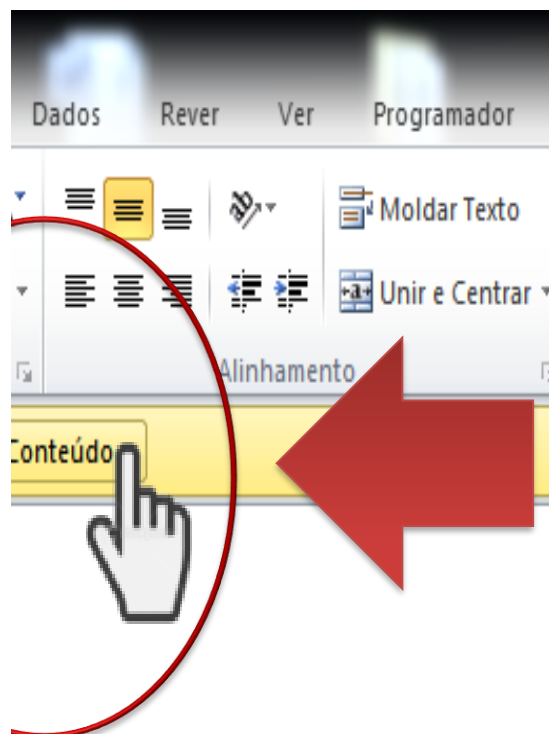 Dados Rever Ver Programador
Moldar Texto
Unir e Centrar
Alinhamento
Conteúdo